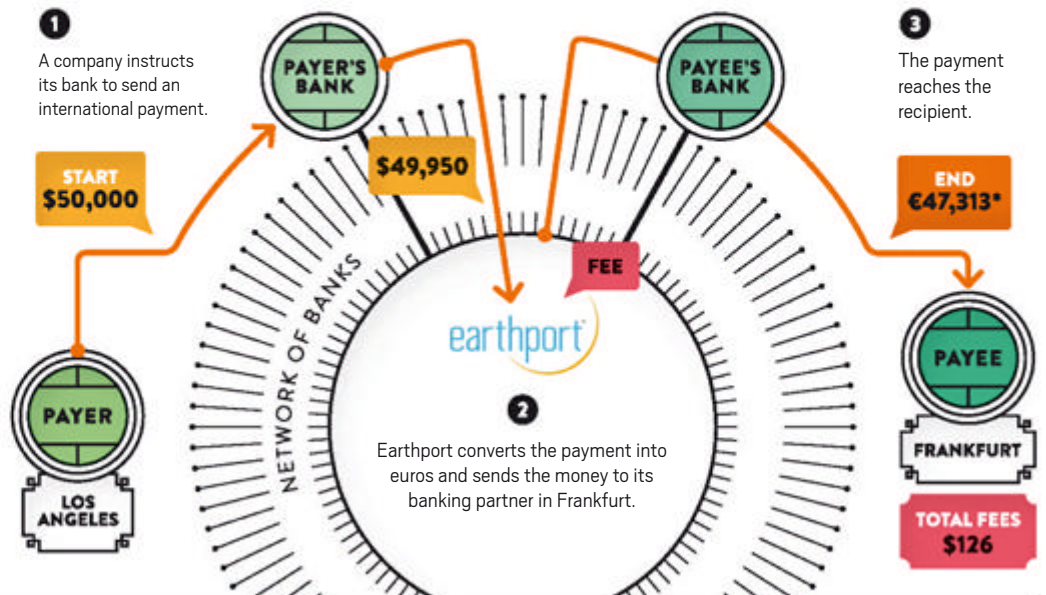 1
A company instructs
its bank to send an
international payment.
START
$50,000
PAYER
LOS
ANGELES
PAYER'S
BANK
$49,950
NETWORK OF BANKS
FEE
earthport
2
Earthport converts the payment into
euros and sends the money to its
banking partner in Frankfurt.
PAYEE'S
BANK
3
The payment
reaches the
recipient.
END
€47,313*
PAYEE
FRANKFURT
TOTAL FEES
$126